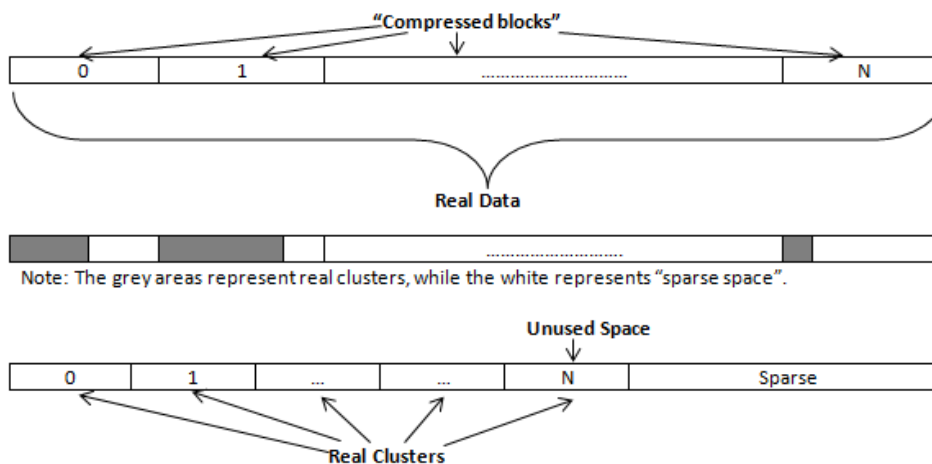 “Compressed blocks”
0 1 ............................ N
Real Data
..........................
Note: The grey areas represent real clusters, while the white represents “sparse space”.
Unused Space
0 1 ... ... N Sparse
Real Clusters